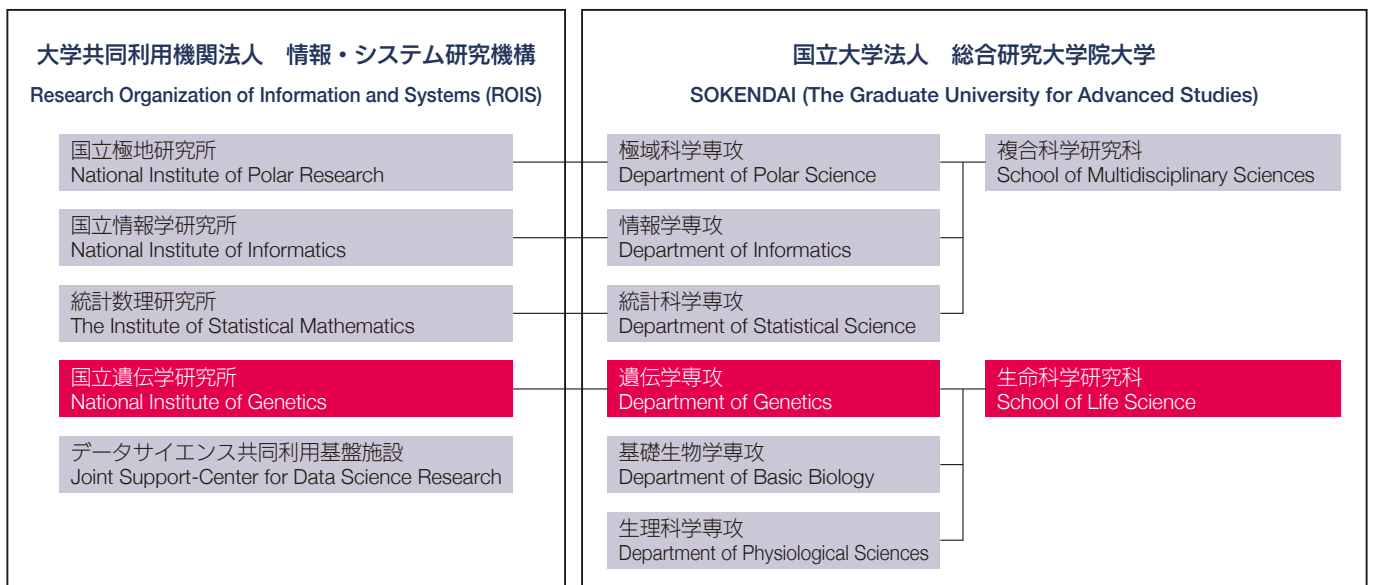 大学共同利用機関法人　情報・システム研究機構
Research Organization of Information and Systems (ROIS)
国立極地研究所
National Institute of Polar Research
国立情報学研究所
National Institute of Informatics
統計数理研究所
The Institute of Statistical Mathematics
国立遺伝学研究所
National Institute of Genetics
データサイエンス共同利用基盤施設
Joint Support-Center for Data Science Research
国立大学法人　総合研究大学院大学
SOKENDAI (The Graduate University for Advanced Studies)
極域科学専攻
Department of Polar Science
情報学専攻
Department of Informatics
統計科学専攻
Department of Statistical Science
遺伝学専攻
Department of Genetics
基礎生物学専攻
Department of Basic Biology
生理科学専攻
Department of Physiological Sciences
複合科学研究科
School of Multidisciplinary Sciences
生命科学研究科
School of Life Science